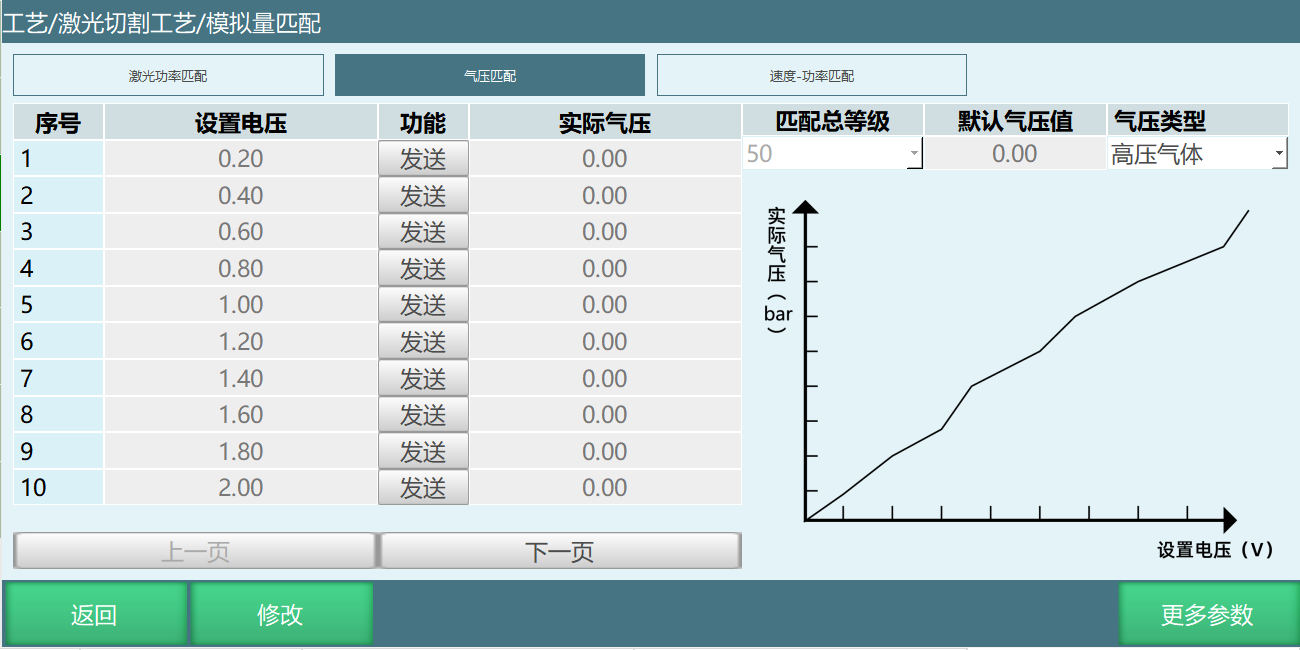 工艺/激光切割工艺/模拟量匹配
激光功率匹配 气压匹配 速度-功率匹配
序号 设置电压 功能 实际气压
1 0.20 发送 0.00
2 0.40 发送 0.00
3 0.60 发送 0.00
4 0.80 发送 0.00
5 1.00 发送 0.00
6 1.20 发送 0.00
7 1.40 发送 0.00
8 1.60 发送 0.00
9 1.80 发送 0.00
10 2.00 发送 0.00
上一页 下一页
匹配总等级 默认气压值 气压类型
50 0.00 高压气体
实际气压（bar）
设置电压（V）
返回 修改 更多参数